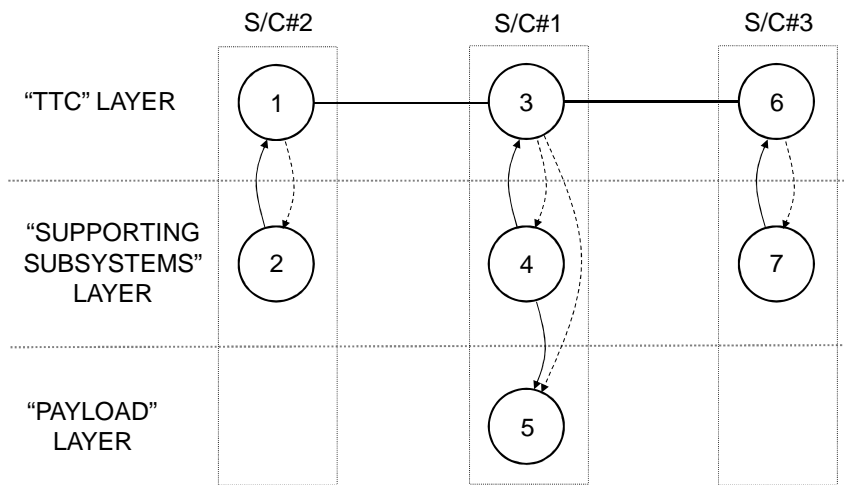 S/C#2 S/C#1 S/C#3
“TTC” LAYER
1 3 6
“SUPPORTING
SUBSYSTEMS”
LAYER
2 4 7
“PAYLOAD”
LAYER
5